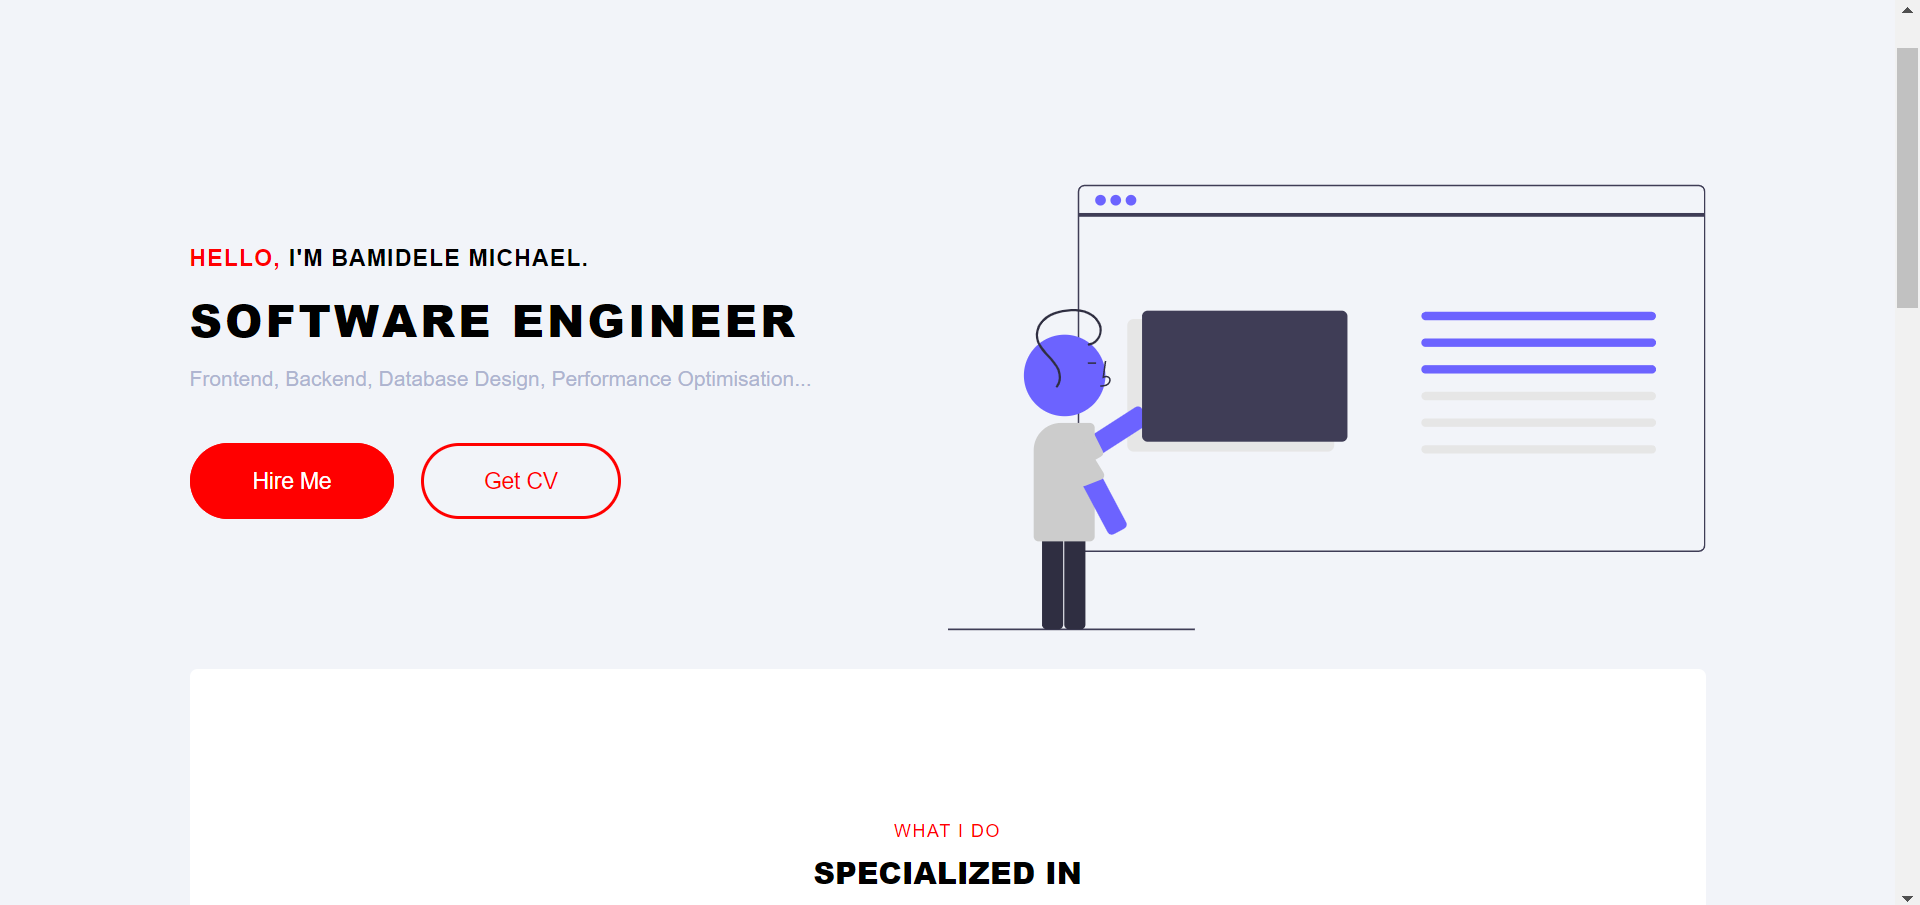 HELLO, I'M BAMIDELE MICHAEL.
SOFTWARE ENGINEER
Frontend, Backend, Database Design, Performance Optimisation...
Hire Me
Get CV
WHAT I DO
SPECIALIZED IN